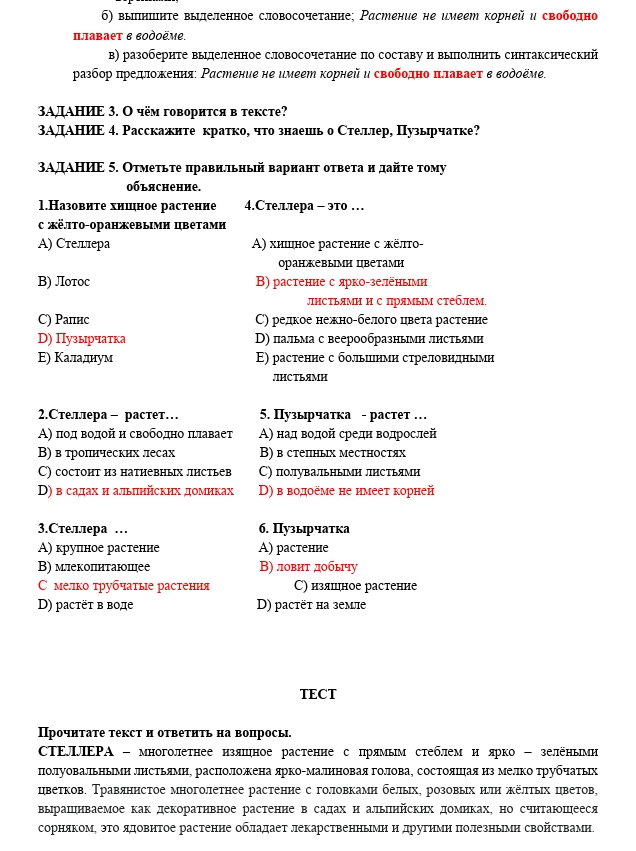 б) выпишите выделенное словосочетание; Растение не имеет корней и свободно
плавает в водоёме.
в) разоберите выделенное словосочетание по составу и выполнить синтаксический
разбор предложения: Растение не имеет корней и свободно плавает в водоёме.
ЗАДАНИЕ 3. О чём говорится в тексте?
ЗАДАНИЕ 4. Расскажите кратко, что знаешь о Стеллер, Пузырчатке?
ЗАДАНИЕ 5. Отметьте правильный вариант ответа и дайте тому
объяснение.
1.Назовите хищное растение 4.Стеллера – это …
с жёлто-оранжевыми цветами
А) Стеллера А) хищное растение с жёлто-
оранжевыми цветами
В) Лотос В) растение с ярко-зелёными
листьями и с прямым стеблем.
С) Рапис С) редкое нежно-белого цвета растение
D) Пузырчатка D) пальма с веерообразными листьями
Е) Каладиум Е) растение с большими стреловидными
листьями
2.Стеллера – растет… 5. Пузырчатка - растет …
А) под водой и свободно плавает А) над водой среди водрослей
В) в тропических лесах В) в степных местностях
С) состоит из натиевных листьев С) полувальными листьями
D) в садах и альпийских домиках D) в водоёме не имеет корней
3.Стеллера … 6. Пузырчатка
А) крупное растение А) растение
В) млекопитающее В) ловит добычу
С мелко трубчатые растения С) изящное растение
D) растёт в воде D) растёт на земле
ТЕСТ
Прочитате текст и ответить на вопросы.
СТЕЛЛЕРА – многолетнее изящное растение с прямым стеблем и ярко – зелёными
полуовальными листьями, расположена ярко-малиновая голова, состоящая из мелко трубчатых
цветков. Травянистое многолетнее растение с головками белых, розовых или жёлтых цветов,
выращиваемое как декоративное растение в садах и альпийских домиках, но считающееся
сорняком, это ядовитое растение обладает лекарственными и другими полезными свойствами.